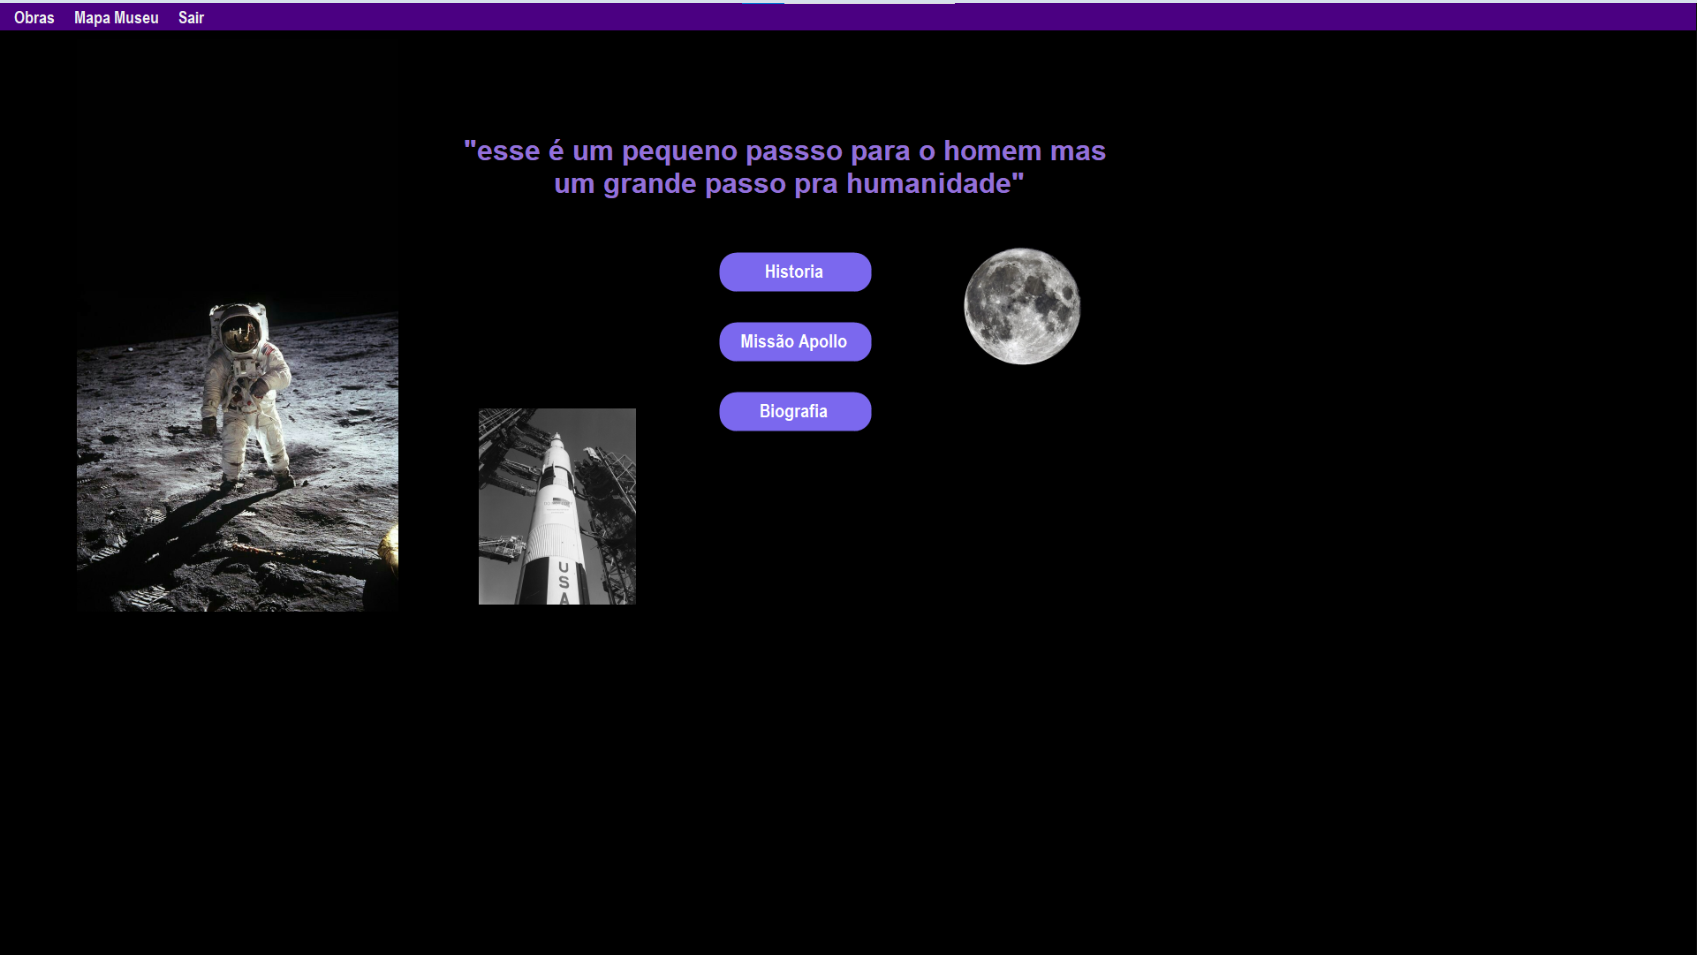 Obras Mapa Museu Sair
"esse é um pequeno passso para o homem mas
um grande passo pra humanidade"
Historia
Missão Apollo
Biografia
USA